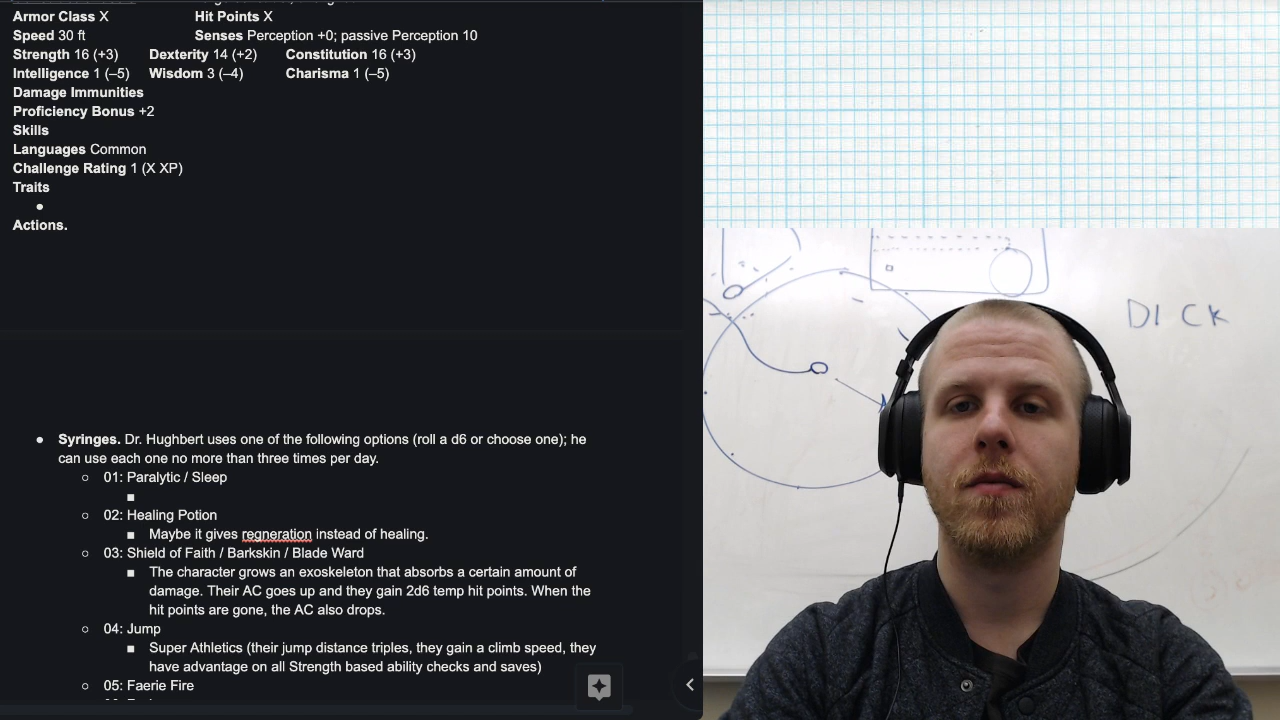 Armor Class X Hit Points X
Speed 30 ft Senses Perception +0; passive Perception 10
Strength 16 (+3) Dexterity 14 (+2) Constitution 16 (+3)
Intelligence 1 (–5) Wisdom 3 (–4) Charisma 1 (–5)
Damage Immunities
Proficiency Bonus +2
Skills
Languages Common
Challenge Rating 1 (X XP)
Traits
Actions.
Syringes. Dr. Hughbert uses one of the following options (roll a d6 or choose one); he
can use each one no more than three times per day.
01: Paralytic / Sleep
02: Healing Potion
Maybe it gives regneration instead of healing.
03: Shield of Faith / Barkskin / Blade Ward
The character grows an exoskeleton that absorbs a certain amount of
damage. Their AC goes up and they gain 2d6 temp hit points. When the
hit points are gone, the AC also drops.
04: Jump
Super Athletics (their jump distance triples, they gain a climb speed, they
have advantage on all Strength based ability checks and saves)
05: Faerie Fire
DICK